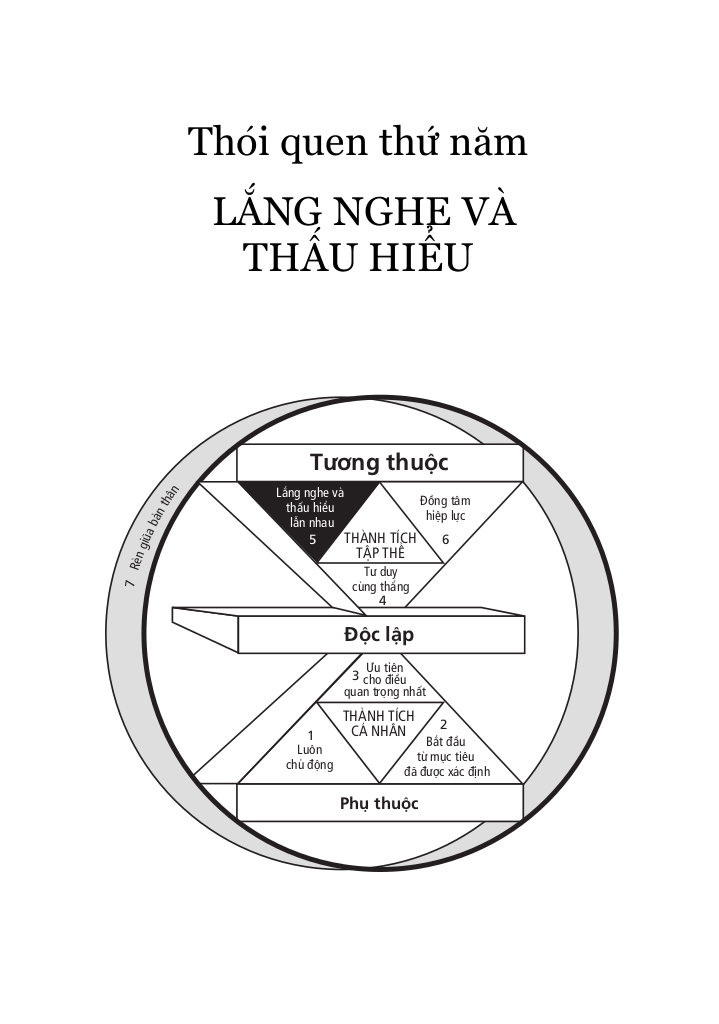 Thói quen thứ năm
LẮNG NGHE VÀ
THẤU HIỂU
Tương thuộc
Lắng nghe và
thấu hiểu
lẫn nhau
5
Đồng tâm
hiệp lực
6
THÀNH TÍCH
TẬP THỂ
Tư duy
cùng thắng
4
7 Rèn giũa bản thân
Độc lập
3
Ưu tiên
cho điều
quan trọng nhất
THÀNH TÍCH
CÁ NHÂN
1
Luôn
chủ động
2
Bắt đầu
từ mục tiêu
đã được xác định
Phụ thuộc